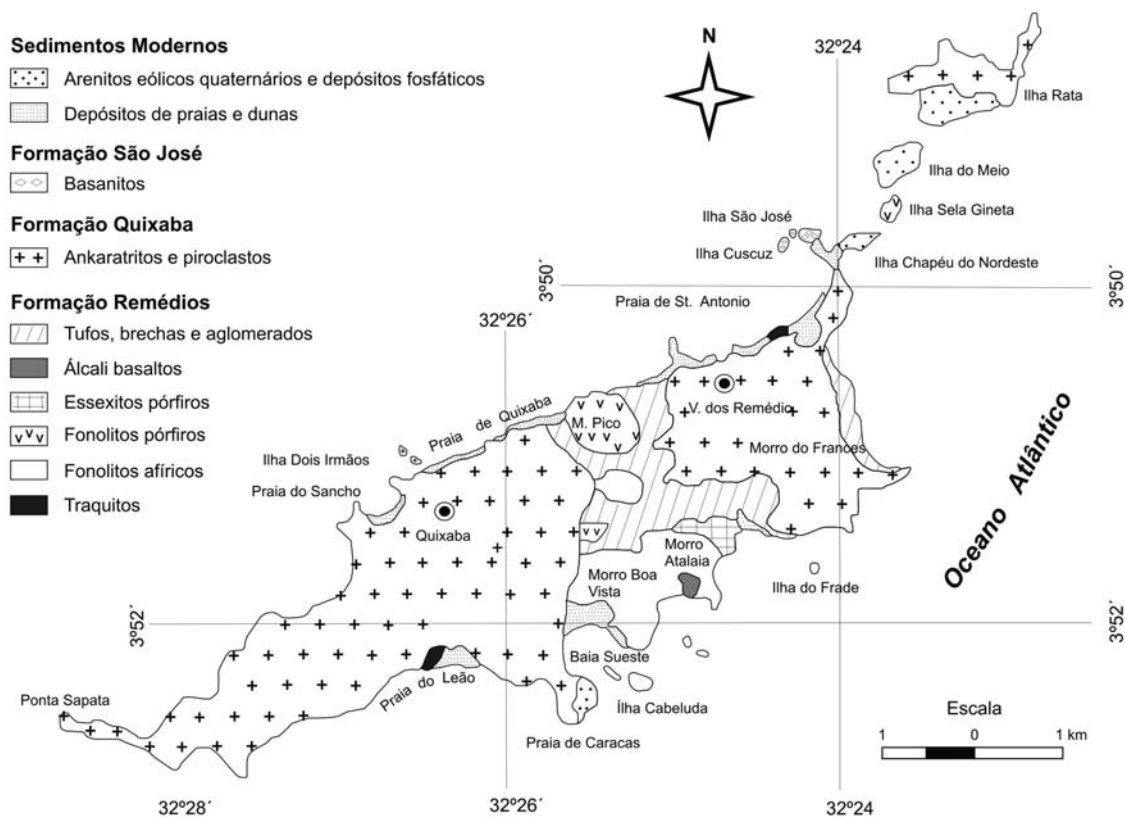 Sedimentos Modernos
Arenitos eólicos quaternários e depósitos fosfáticos
Depósitos de praias e dunas
Formação São José
Basanitos
Formação Quixaba
Ankaratritos e piroclastos
Formação Remédios
Tufos, brechas e aglomerados
Álcali basaltos
Essexitos pórfiros
Fonolitos pórfiros
Fonolitos afíricos
Traquitos
N
32º24
Ilha Rata
Ilha do Meio
Ilha Sela Gineta
Ilha São José
Ilha Cuscuz
Ilha Chapéu do Nordeste
3º50´
3º50´
Praia de St. Antonio
32º26´
V. dos Remédio
M. Pico
Praia de Quixaba
Morro do Frances
Ilha Dois Irmãos
Praia do Sancho
Quixaba
Oceano Atlântico
Morro
Atalaia
Morro Boa
Vista
Ilha do Frade
3º52´
3º52´
Baia Sueste
Praia do Leão
Ponta Sapata
Ílha Cabeluda
Praia de Caracas
Escala
1 0 1 km
32º28´
32º26´
32º24